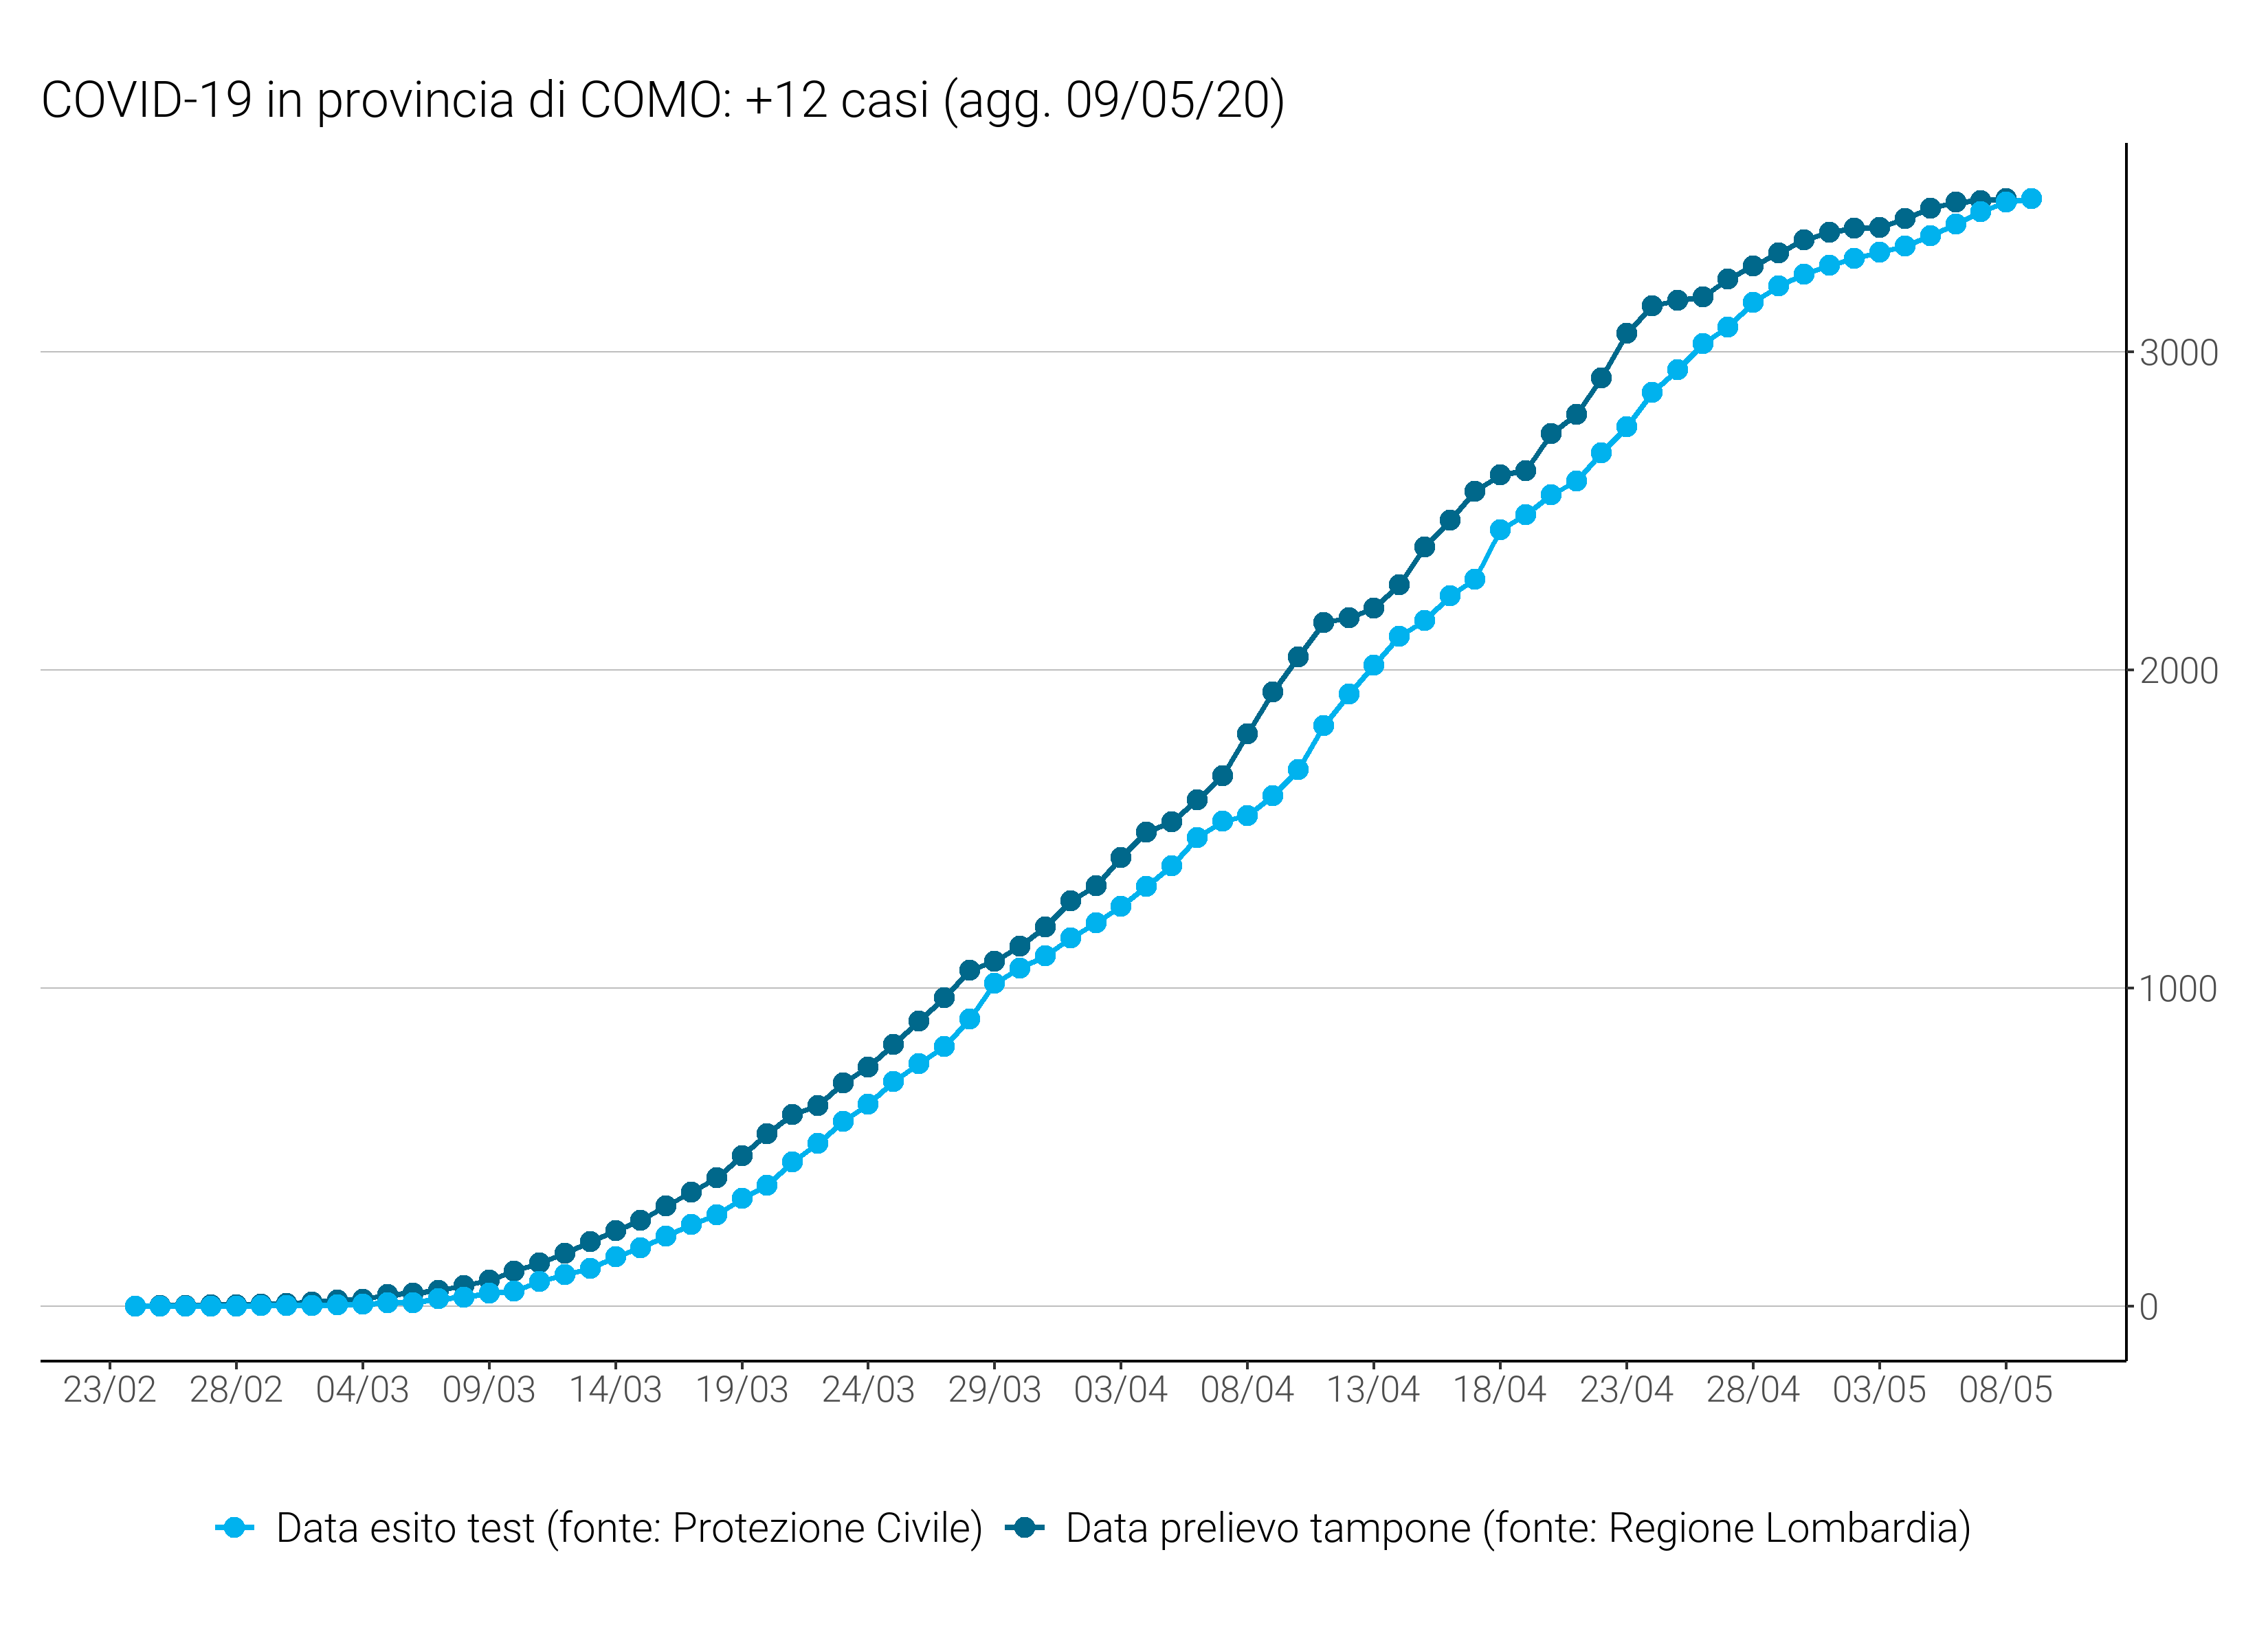 COVID-19 in provincia di COMO: +12 casi (agg. 09/05/20)
3000
2000
1000
0
23/02 28/02 04/03 09/03 14/03 19/03 24/03 29/03 03/04 08/04 13/04 18/04 23/04 28/04 03/05 08/05
Data esito test (fonte: Protezione Civile) Data prelievo tampone (fonte: Regione Lombardia)